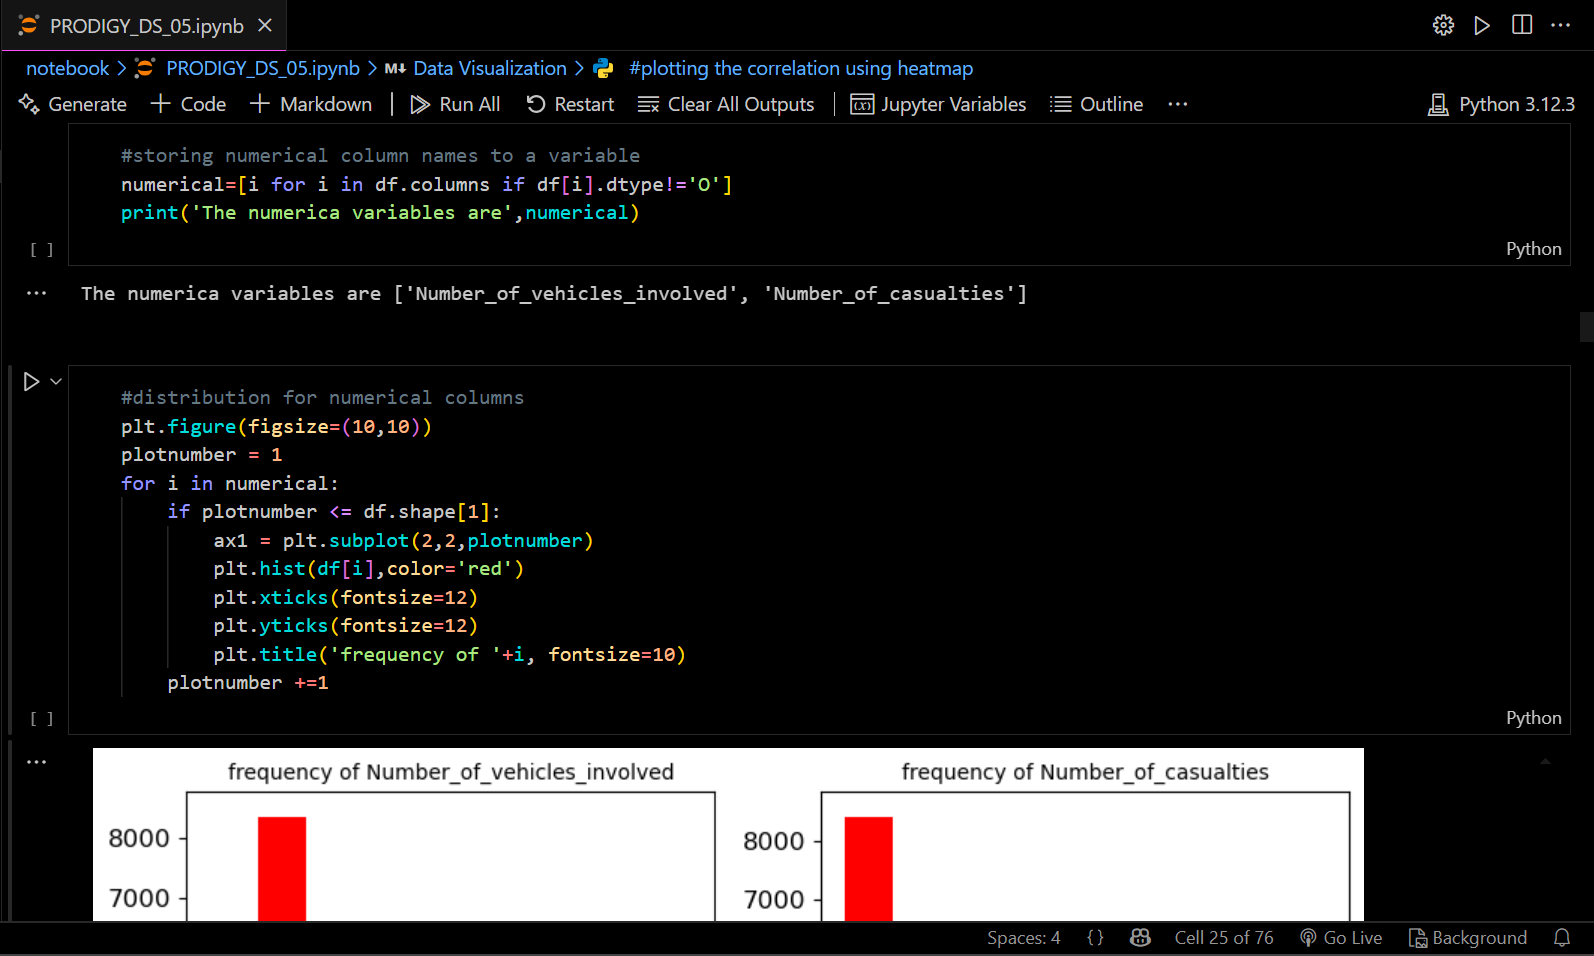 PRODIGY_DS_05.ipynb
notebook > PRODIGY_DS_05.ipynb > M↓ Data Visualization > #plotting the correlation using heatmap
Generate + Code + Markdown | Run All Restart Clear All Outputs | Jupyter Variables Outline ··· Python 3.12.3
#storing numerical column names to a variable
numerical=[i for i in df.columns if df[i].dtype!='O']
print('The numerica variables are',numerical)
[ ] Python
··· The numerica variables are ['Number_of_vehicles_involved', 'Number_of_casualties']
#distribution for numerical columns
plt.figure(figsize=(10,10))
plotnumber = 1
for i in numerical:
    if plotnumber <= df.shape[1]:
        ax1 = plt.subplot(2,2,plotnumber)
        plt.hist(df[i],color='red')
        plt.xticks(fontsize=12)
        plt.yticks(fontsize=12)
        plt.title('frequency of '+i, fontsize=10)
    plotnumber +=1
[ ] Python
frequency of Number_of_vehicles_involved frequency of Number_of_casualties
8000 8000
7000 7000
Spaces: 4 {} Cell 25 of 76 Go Live Background